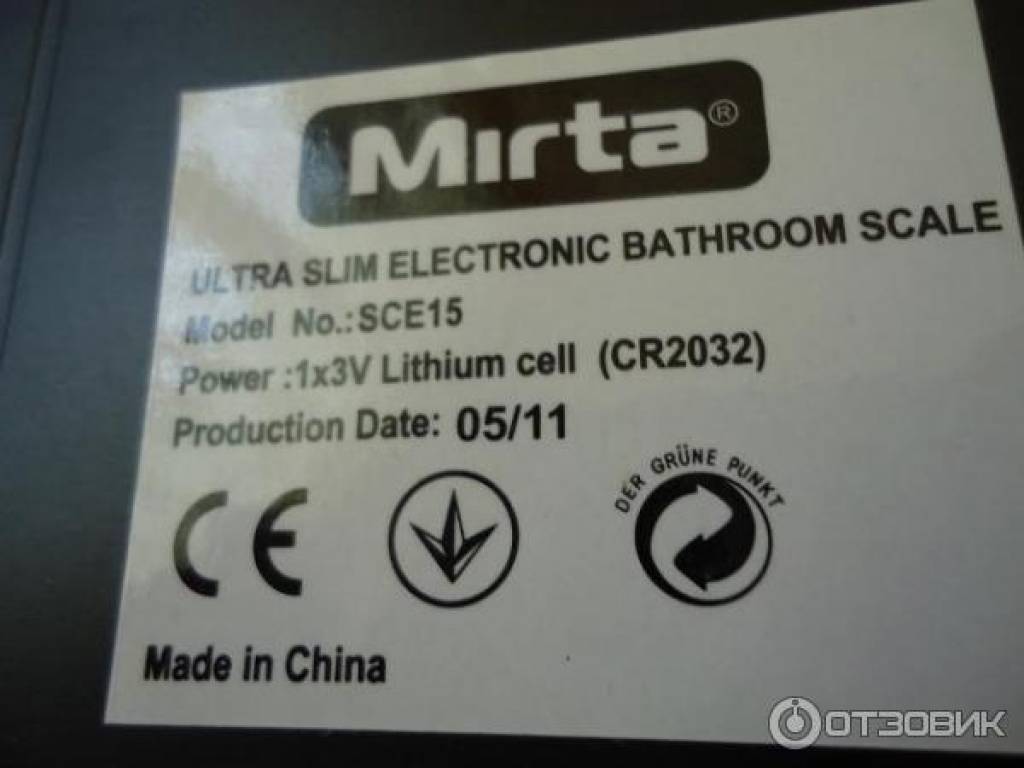 Mırta®
ULTRA SLIM ELECTRONIC BATHROOM SCALE
Model No.:SCE15
Power :1x3V Lithium cell (CR2032)
Production Date: 05/11
DER GRÜNE PUNKT
CE
Made in China
ОТЗОВИК